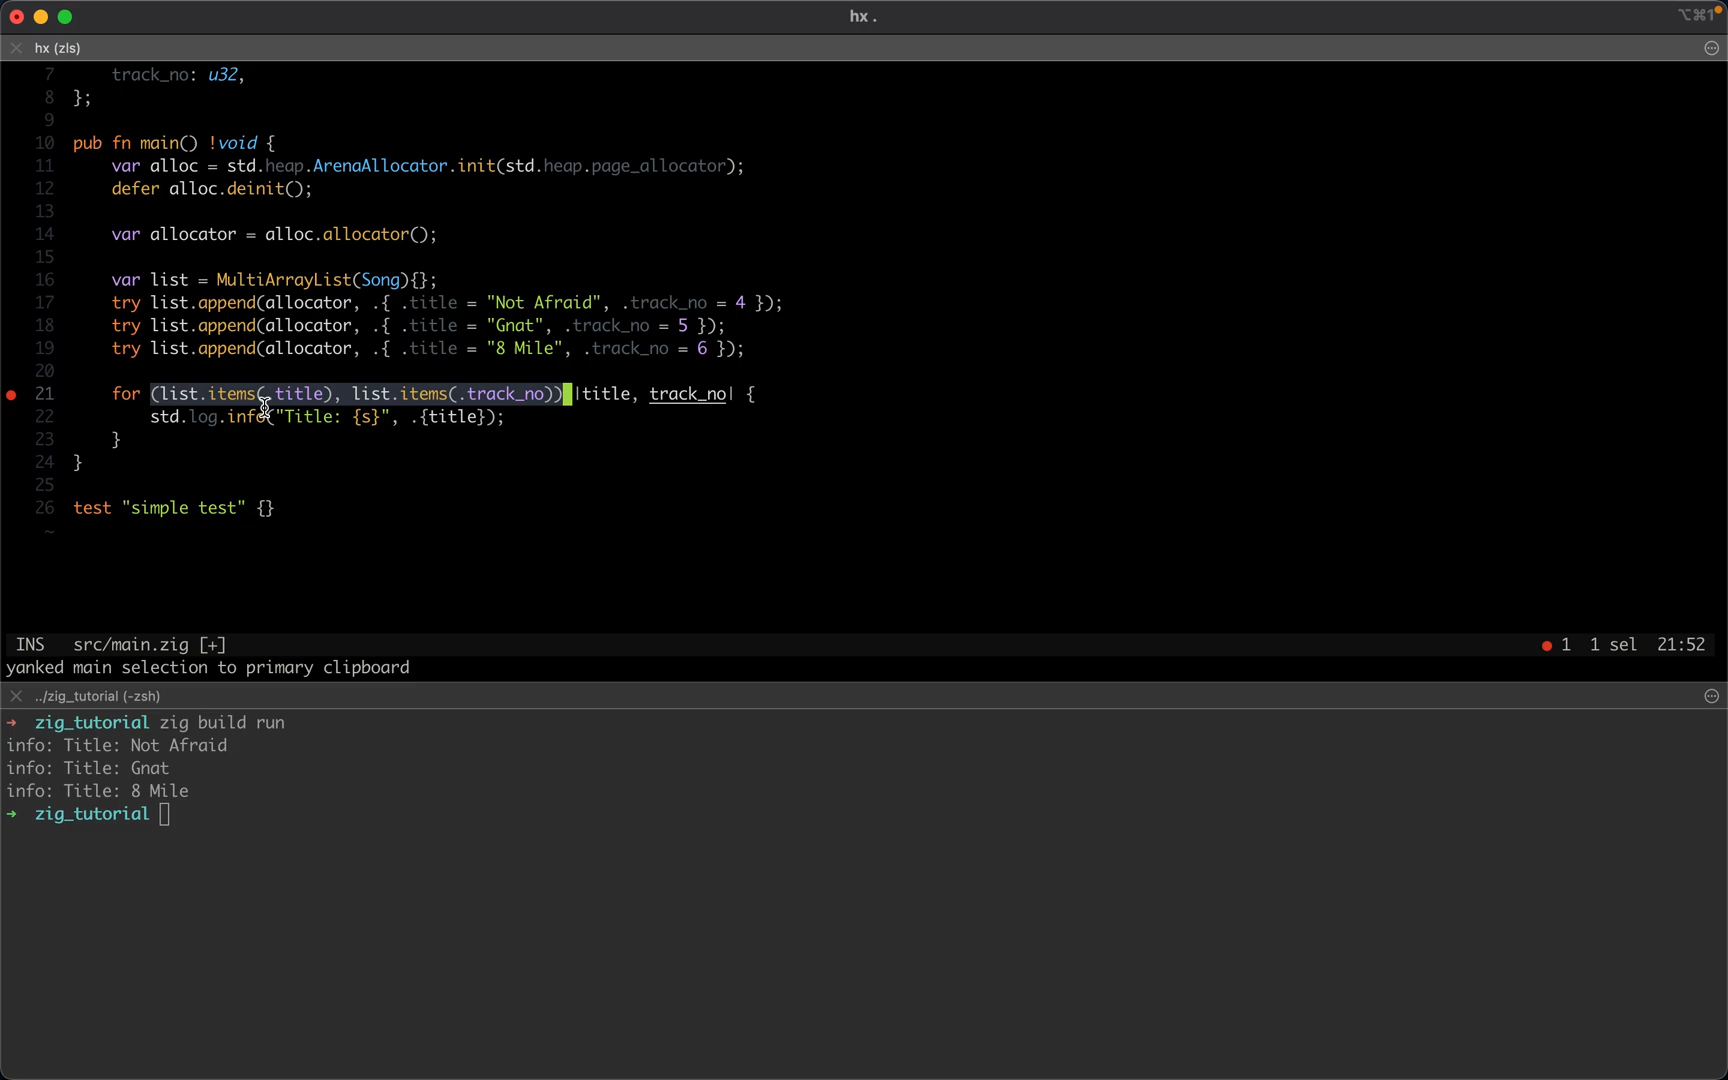 hx .
⌥⌘1
hx (zls)
7 track_no: u32,
8 };
9
10 pub fn main() !void {
11 var alloc = std.heap.ArenaAllocator.init(std.heap.page_allocator);
12 defer alloc.deinit();
13
14 var allocator = alloc.allocator();
15
16 var list = MultiArrayList(Song){};
17 try list.append(allocator, .{ .title = "Not Afraid", .track_no = 4 });
18 try list.append(allocator, .{ .title = "Gnat", .track_no = 5 });
19 try list.append(allocator, .{ .title = "8 Mile", .track_no = 6 });
20
21 for (list.items(.title), list.items(.track_no)) |title, track_no| {
22 std.log.info("Title: {s}", .{title});
23 }
24 }
25
26 test "simple test" {}
~
INS src/main.zig [+] 1 1 sel 21:52
yanked main selection to primary clipboard
../zig_tutorial (-zsh)
➜ zig_tutorial zig build run
info: Title: Not Afraid
info: Title: Gnat
info: Title: 8 Mile
➜ zig_tutorial